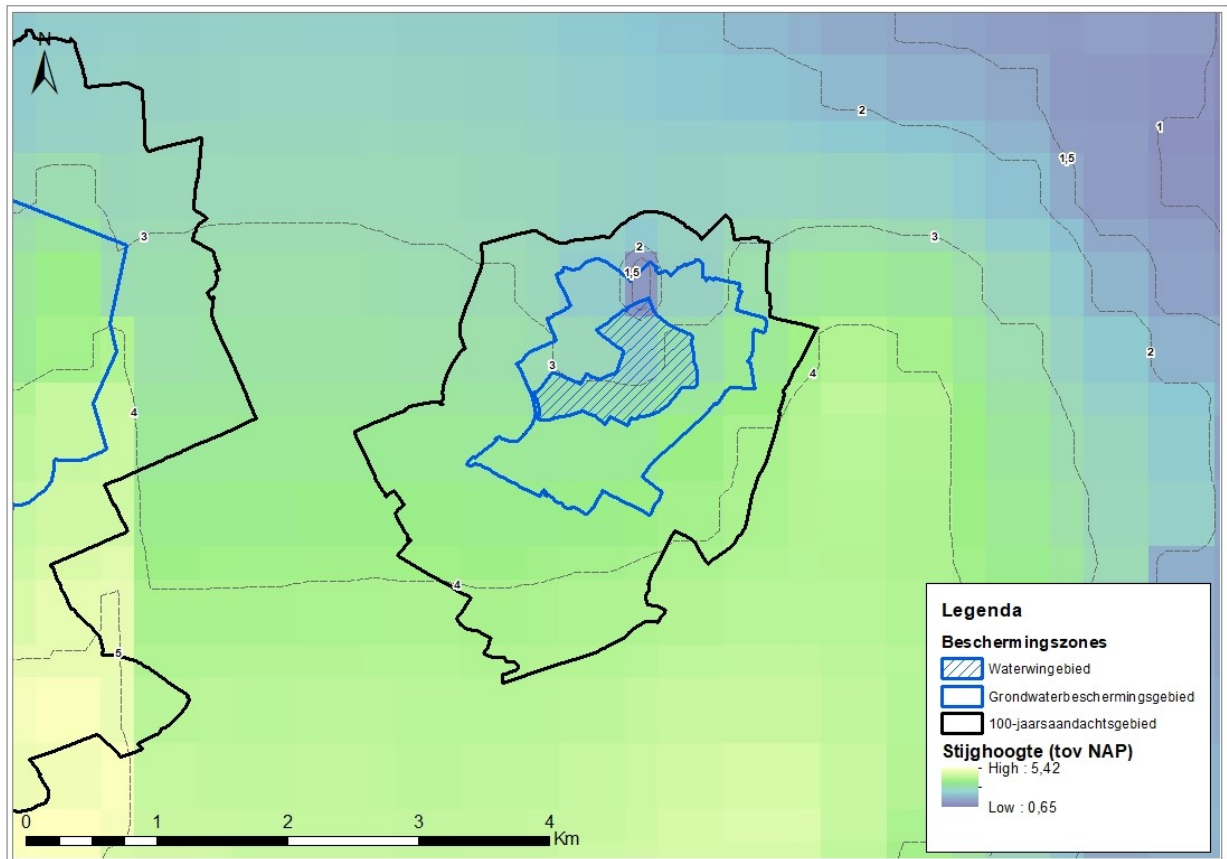 N
2
1
1,5
3
2
1,5
3
2
3
4
4
4
5
Legenda
Beschermingszones
Waterwingebied
Grondwaterbeschermingsgebied
100-jaarsaandachtsgebied
Stijghoogte (tov NAP)
High : 5,42
Low : 0,65
0 1 2 3 4
Km